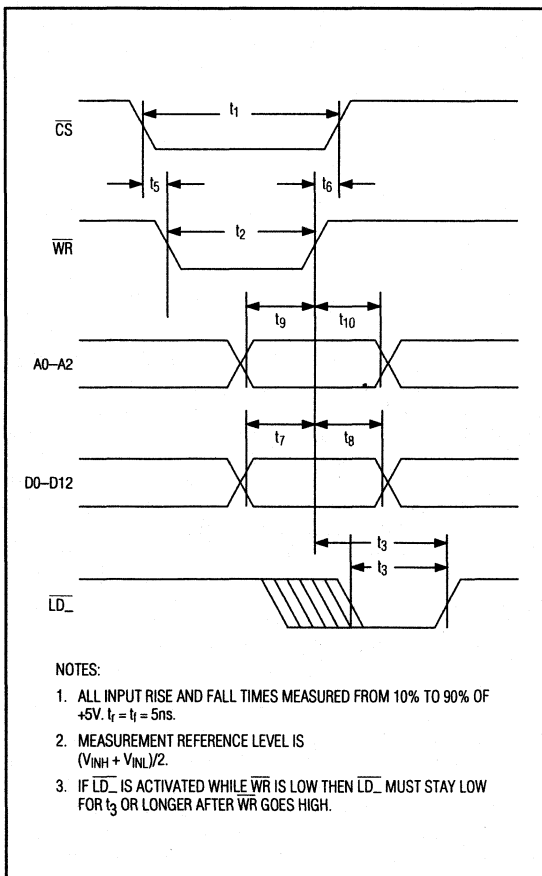 t1
CS
t5
t6
t2
WR
t9
t10
A0–A2
t7
t8
D0–D12
t3
t3
LD_
NOTES:
1. ALL INPUT RISE AND FALL TIMES MEASURED FROM 10% TO 90% OF
+5V. tr = tf = 5ns.
2. MEASUREMENT REFERENCE LEVEL IS
(VINH + VINL)/2.
3. IF LD_ IS ACTIVATED WHILE WR IS LOW THEN LD_ MUST STAY LOW
FOR t3 OR LONGER AFTER WR GOES HIGH.